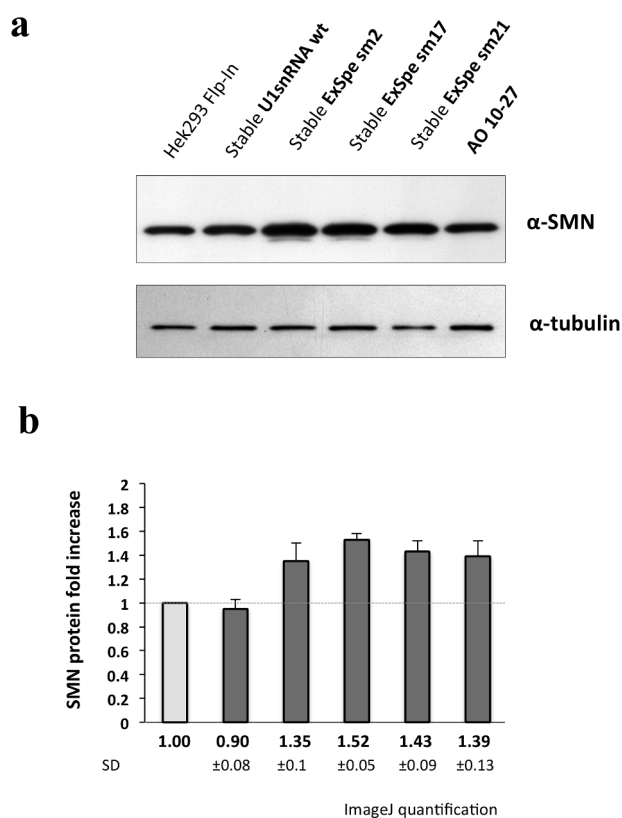 a
Hek293 Flp-In
Stable U1snRNA wt
Stable ExSpe sm2
Stable ExSpe sm17
Stable ExSpe sm21
AO 10-27
α-SMN
α-tubulin
b
SMN protein fold increase
2
1.8
1.6
1.4
1.2
1
0.8
0.6
0.4
0.2
0
1.00 0.90 1.35 1.52 1.43 1.39
SD ±0.08 ±0.1 ±0.05 ±0.09 ±0.13
ImageJ quantification